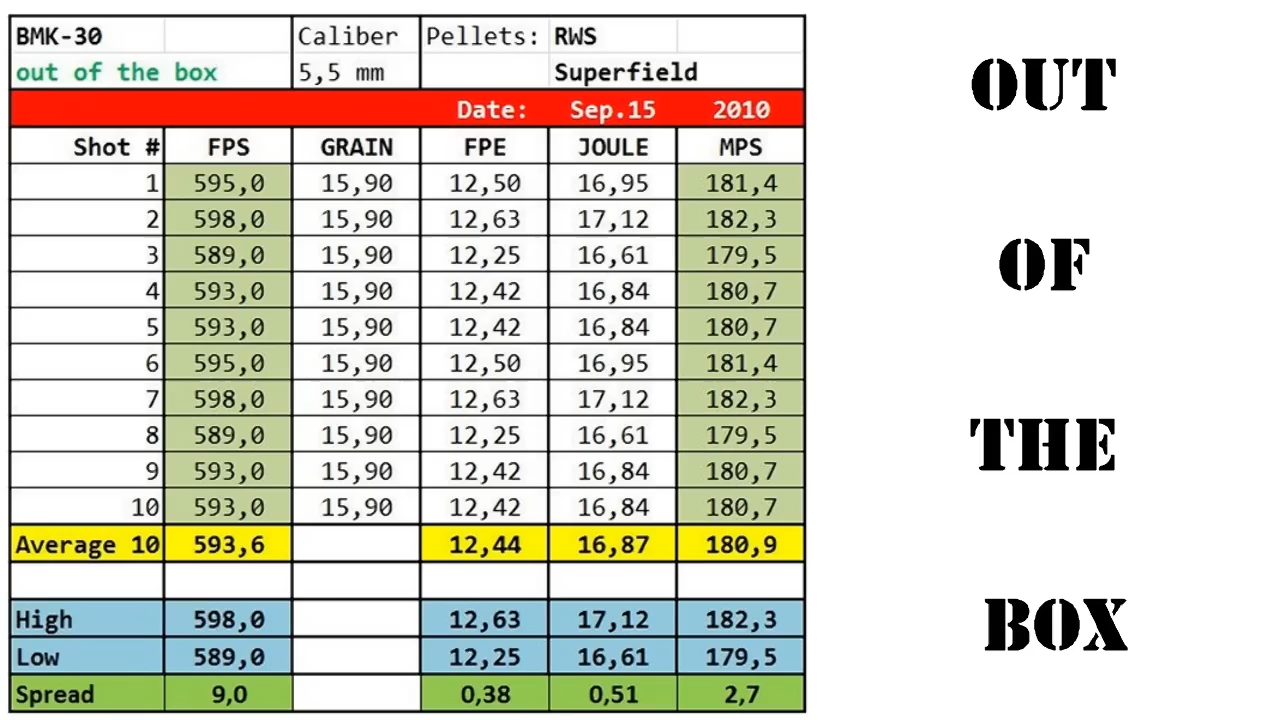 BMK-30 Caliber Pellets: RWS
out of the box 5,5 mm Superfield
Date: Sep.15 2010
Shot # FPS GRAIN FPE JOULE MPS
1 595,0 15,90 12,50 16,95 181,4
2 598,0 15,90 12,63 17,12 182,3
3 589,0 15,90 12,25 16,61 179,5
4 593,0 15,90 12,42 16,84 180,7
5 593,0 15,90 12,42 16,84 180,7
6 595,0 15,90 12,50 16,95 181,4
7 598,0 15,90 12,63 17,12 182,3
8 589,0 15,90 12,25 16,61 179,5
9 593,0 15,90 12,42 16,84 180,7
10 593,0 15,90 12,42 16,84 180,7
Average 10 593,6 12,44 16,87 180,9
High 598,0 12,63 17,12 182,3
Low 589,0 12,25 16,61 179,5
Spread 9,0 0,38 0,51 2,7
OUT
OF
THE
BOX